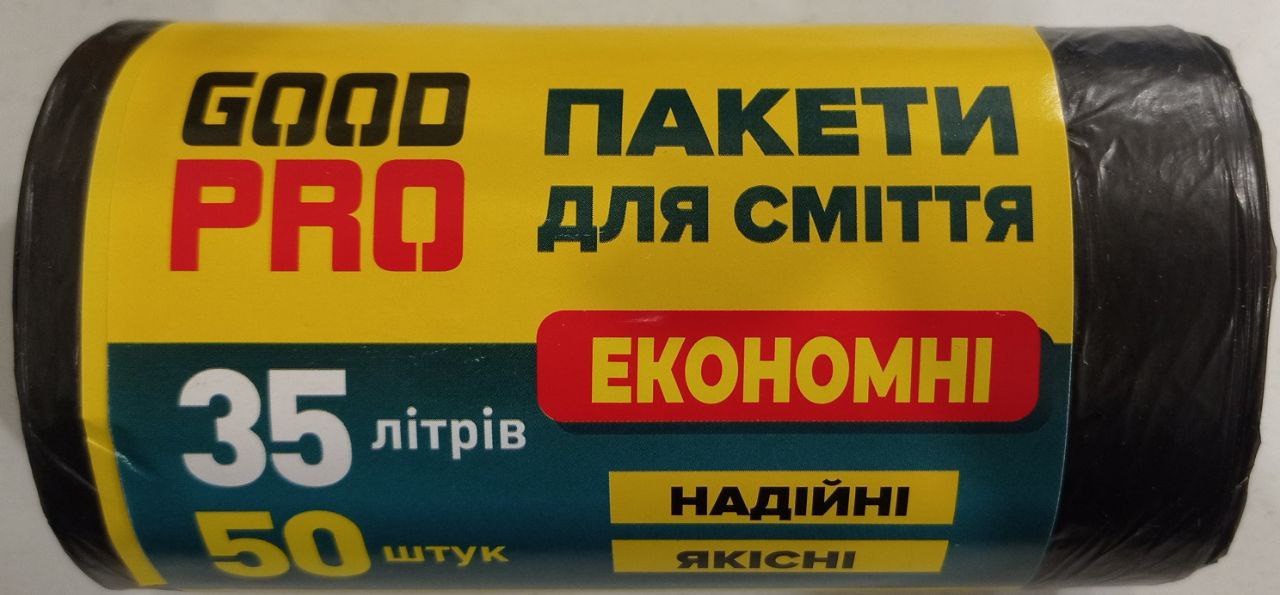 GOOD
PRO
ПАКЕТИ
ДЛЯ СМІТТЯ
ЕКОНОМНІ
35 літрів
50 штук
НАДІЙНІ
ЯКІСНІ